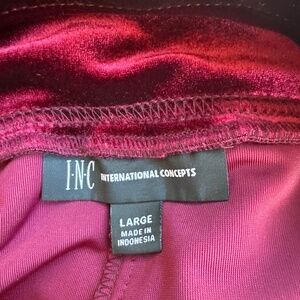 I·N·C INTERNATIONAL CONCEPTS
LARGE
MADE IN
INDONESIA